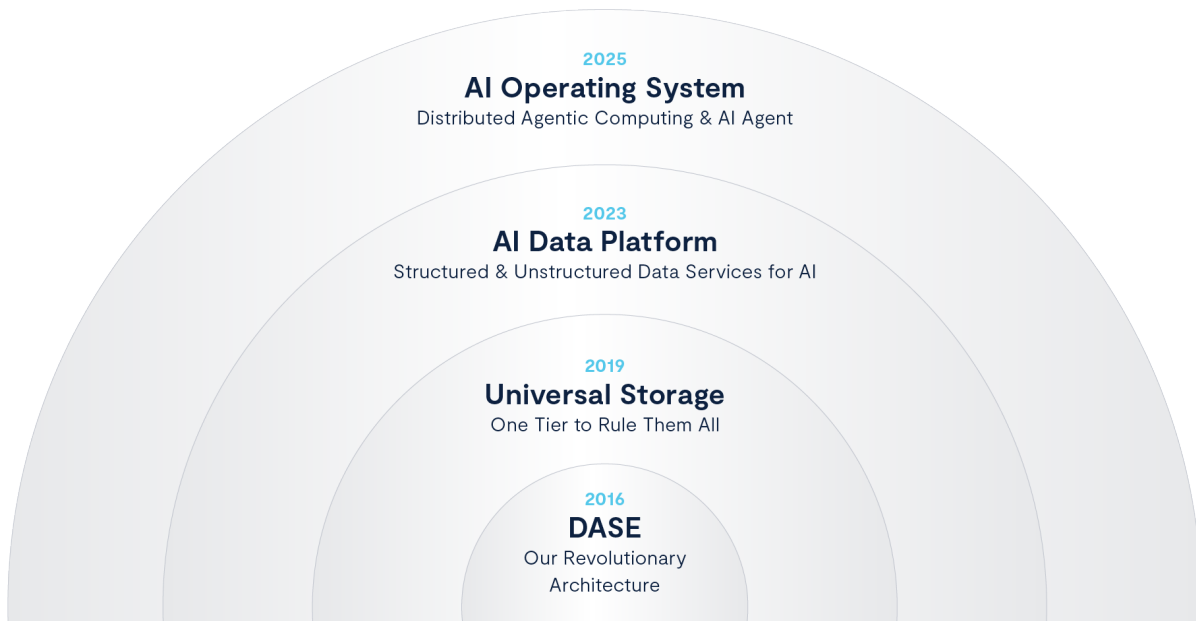 2025
AI Operating System
Distributed Agentic Computing & AI Agent
2023
AI Data Platform
Structured & Unstructured Data Services for AI
2019
Universal Storage
One Tier to Rule Them All
2016
DASE
Our Revolutionary
Architecture